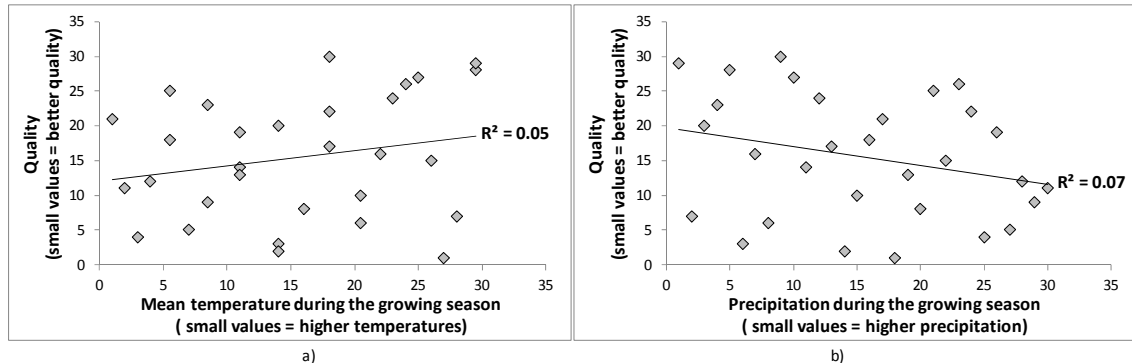 35
30
25
20
15
10
5
0
Quality
(small values = better quality)
R² = 0.05
0 5 10 15 20 25 30 35
Mean temperature during the growing season
( small values = higher temperatures)
a)
35
30
25
20
15
10
5
0
Quality
(small values = better quality)
R² = 0.07
0 5 10 15 20 25 30 35
Precipitation during the growing season
( small values = higher precipitation)
b)